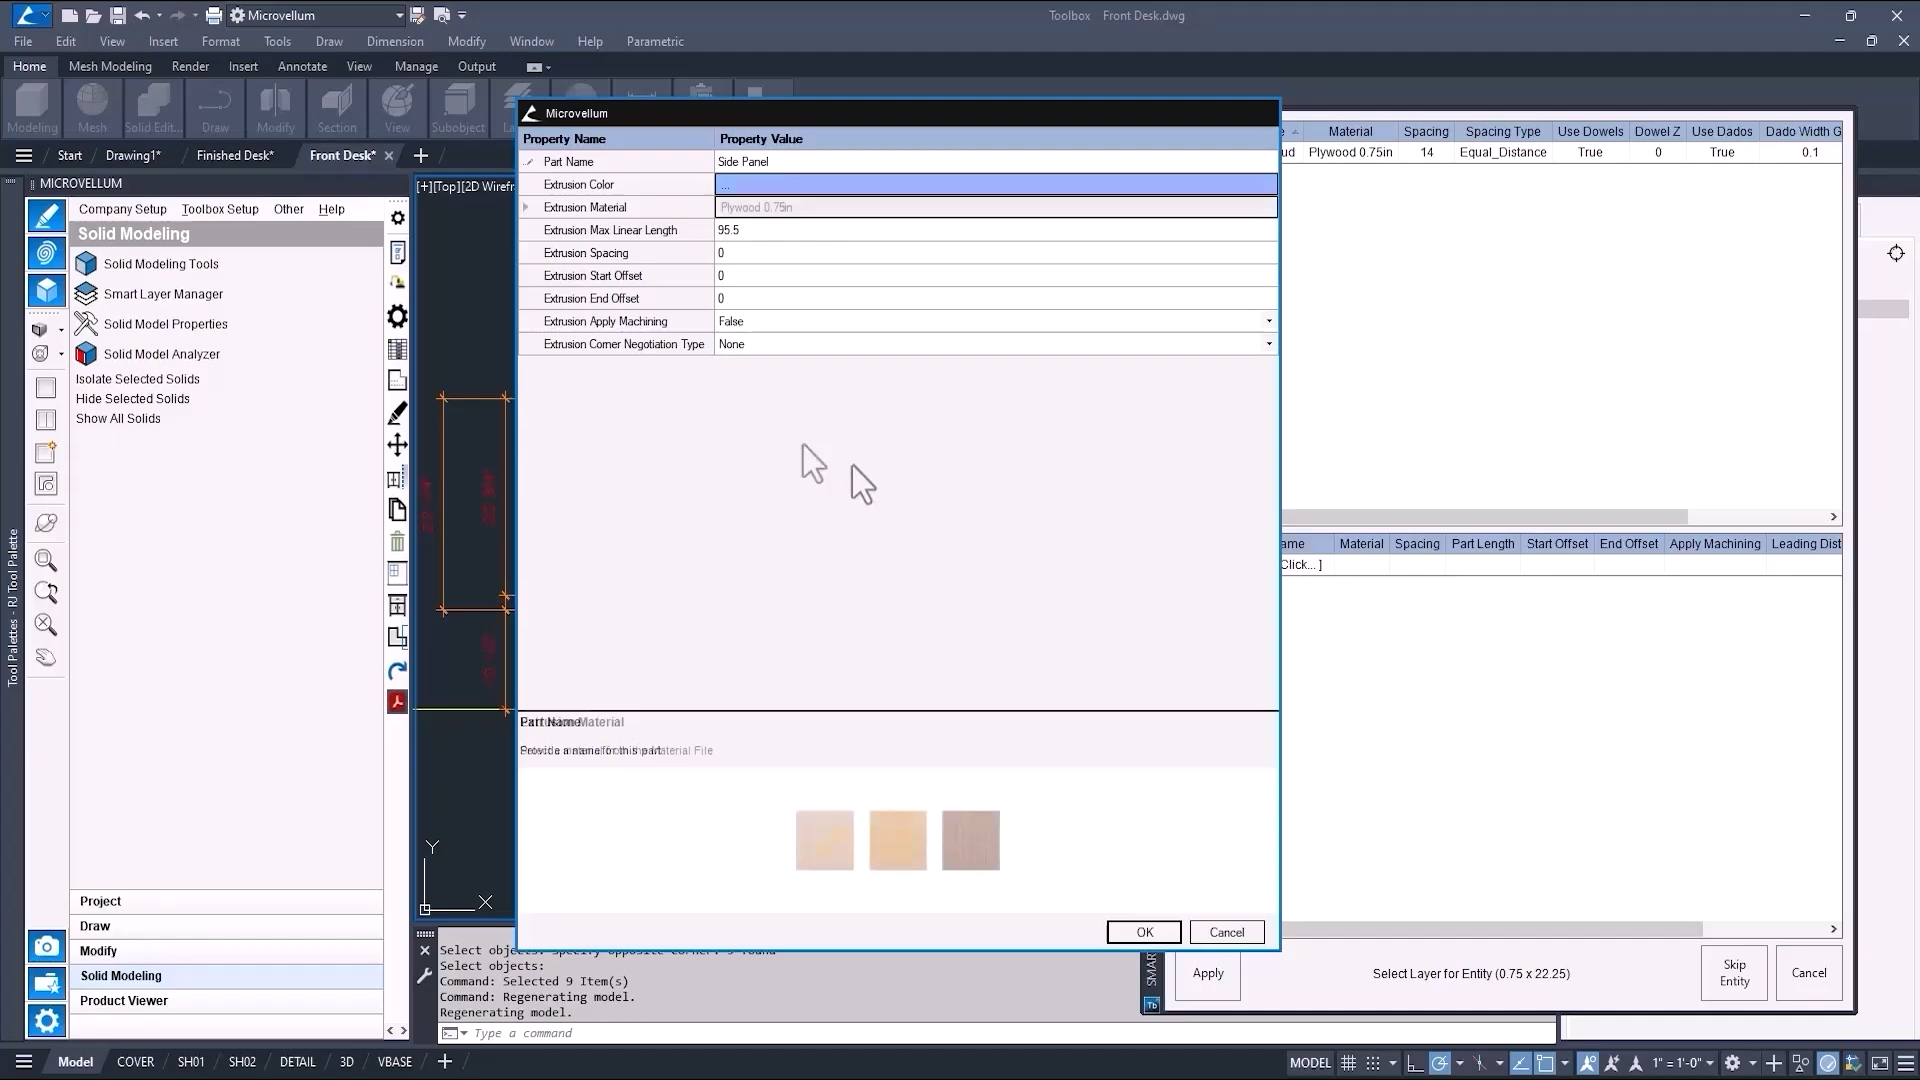 Microvellum
Toolbox Front Desk.dwg
File Edit View Insert Format Tools Draw Dimension Modify Window Help Parametric
Home Mesh Modeling Render Insert Annotate View Manage Output
Modeling Mesh Solid Edit... Draw Modify Section View Subobject
Start Drawing1* Finished Desk* Front Desk*
MICROVELLUM
[+][Top][2D Wirefr
Company Setup Toolbox Setup Other Help
Solid Modeling
Solid Modeling Tools
Smart Layer Manager
Solid Model Properties
Solid Model Analyzer
Isolate Selected Solids
Hide Selected Solids
Show All Solids
Tool Palettes - RJ Tool Palette
Project
Draw
Modify
Solid Modeling
Product Viewer
Y
X
Microvellum
Property Name Property Value
Part Name Side Panel
Extrusion Color ...
Extrusion Material Plywood 0.75in
Extrusion Max Linear Length 95.5
Extrusion Spacing 0
Extrusion Start Offset 0
Extrusion End Offset 0
Extrusion Apply Machining False
Extrusion Corner Negotiation Type None
Part Name
OK Cancel
Material Spacing Spacing Type Use Dowels Dowel Z Use Dados Dado Width G
ud Plywood 0.75in 14 Equal_Distance True 0 True 0.1
ame Material Spacing Part Length Start Offset End Offset Apply Machining Leading Dist
Click... ]
SMAR
Tb
Apply Select Layer for Entity (0.75 x 22.25) Skip Entity Cancel
Select objects:
Select objects:
Command: Selected 9 Item(s)
Command: Regenerating model.
Regenerating model.
Type a command
Model COVER SH01 SH02 DETAIL 3D VBASE
MODEL 1" = 1'-0"